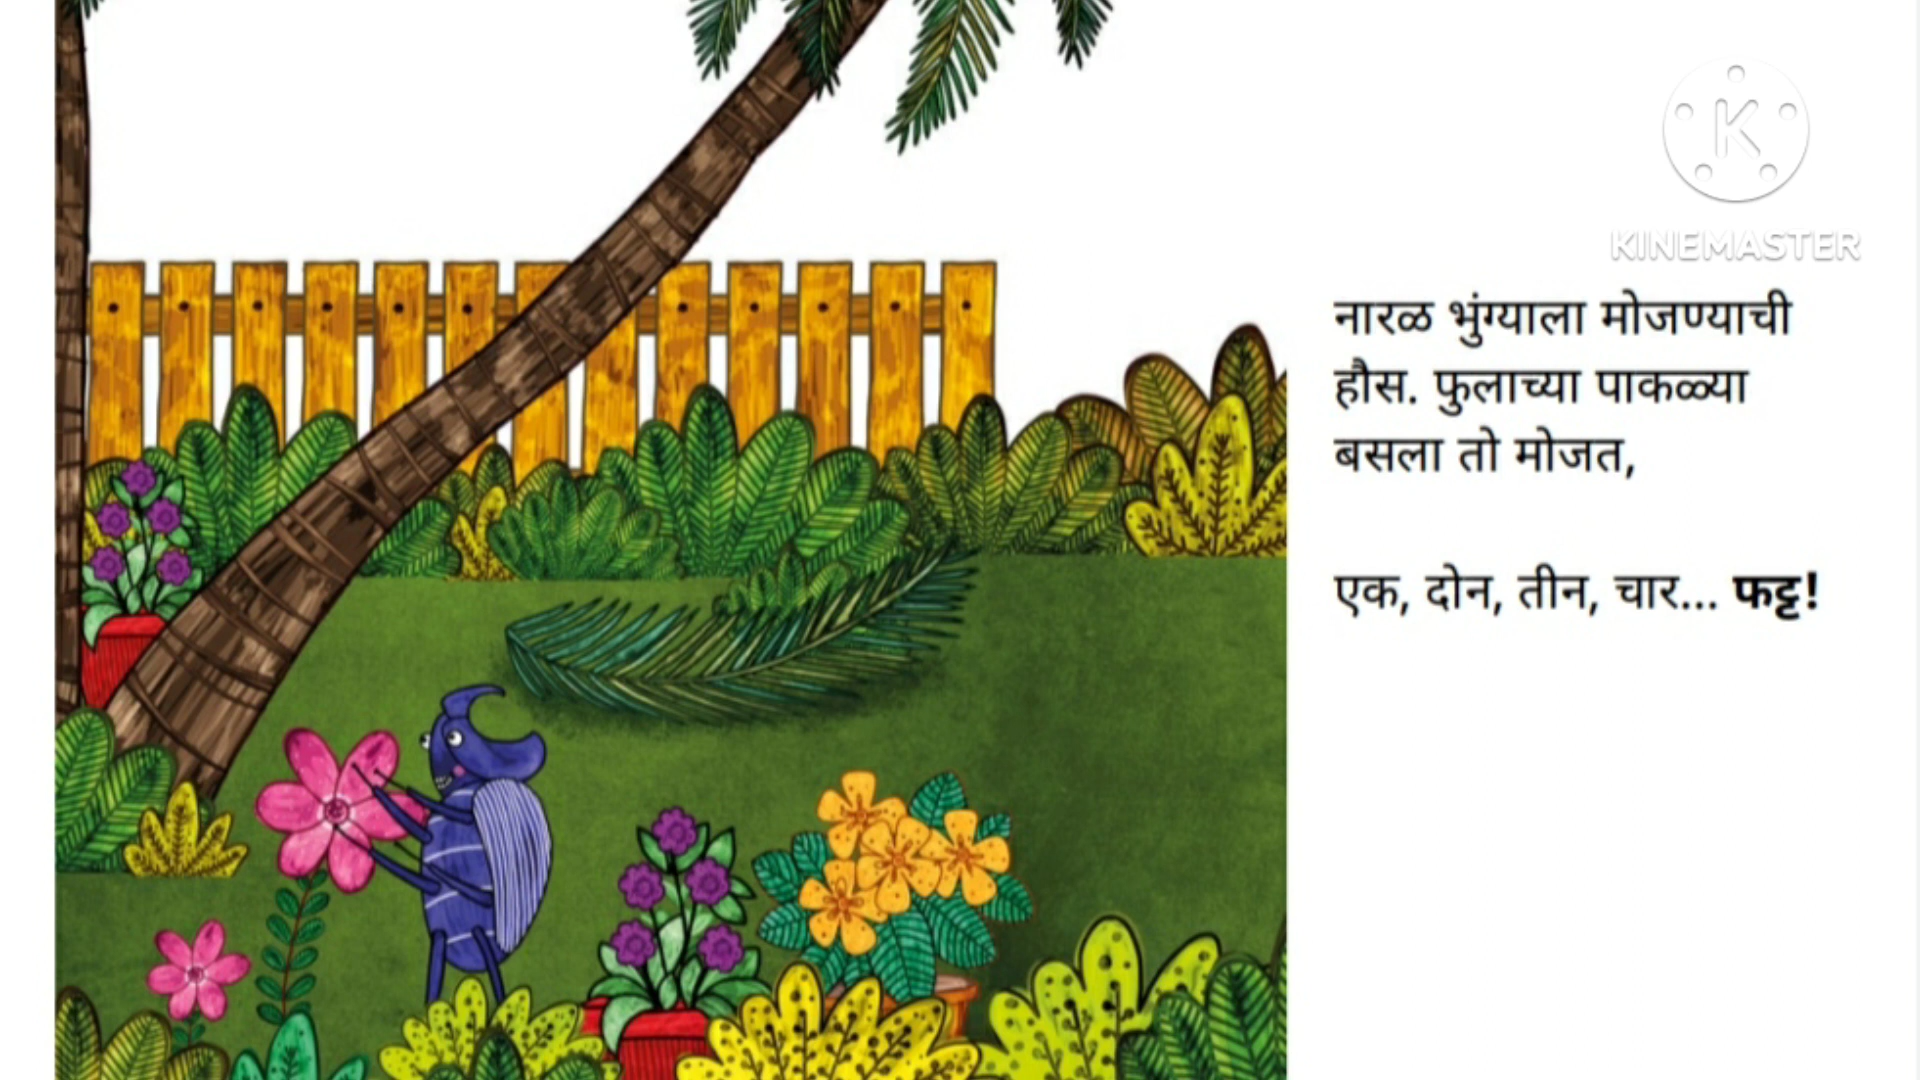 KINEMASTER
नारळ भुंग्याला मोजण्याची
हौस. फुलाच्या पाकळ्या
बसला तो मोजत,
एक, दोन, तीन, चार... फट्ट!